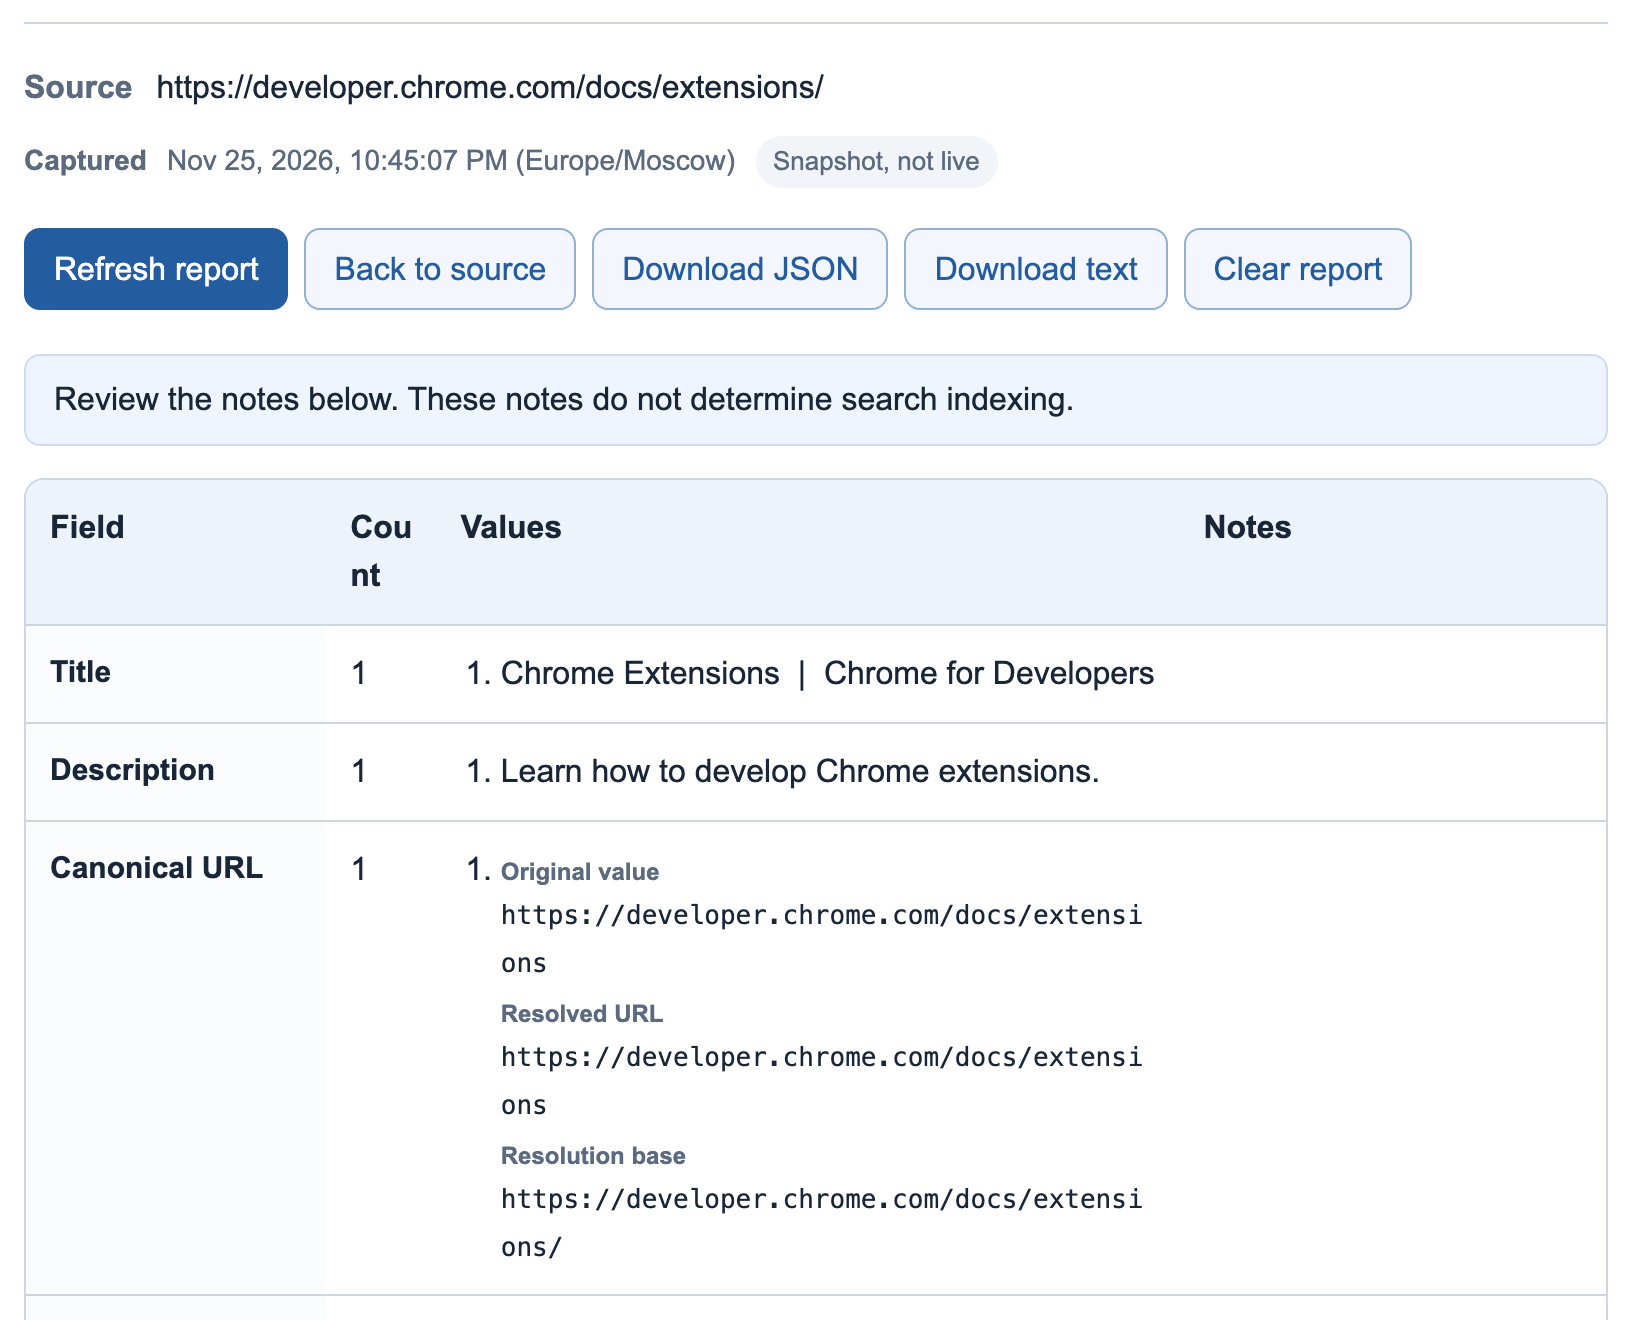 Source https://developer.chrome.com/docs/extensions/
Captured Nov 25, 2026, 10:45:07 PM (Europe/Moscow) Snapshot, not live
Refresh report Back to source Download JSON Download text Clear report
Review the notes below. These notes do not determine search indexing.
Field Cou Values Notes
nt
Title 1 1. Chrome Extensions | Chrome for Developers
Description 1 1. Learn how to develop Chrome extensions.
Canonical URL 1 1. Original value
https://developer.chrome.com/docs/extensi
ons
Resolved URL
https://developer.chrome.com/docs/extensi
ons
Resolution base
https://developer.chrome.com/docs/extensi
ons/